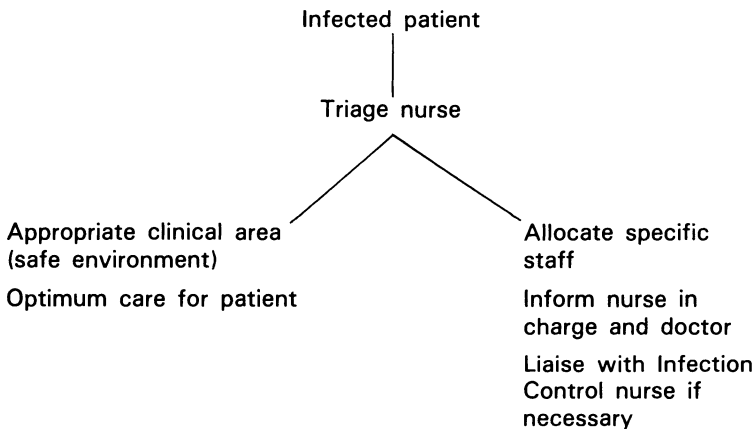 Infected patient
Triage nurse
Appropriate clinical area
(safe environment)
Optimum care for patient
Allocate specific
staff
Inform nurse in
charge and doctor
Liaise with Infection
Control nurse if
necessary